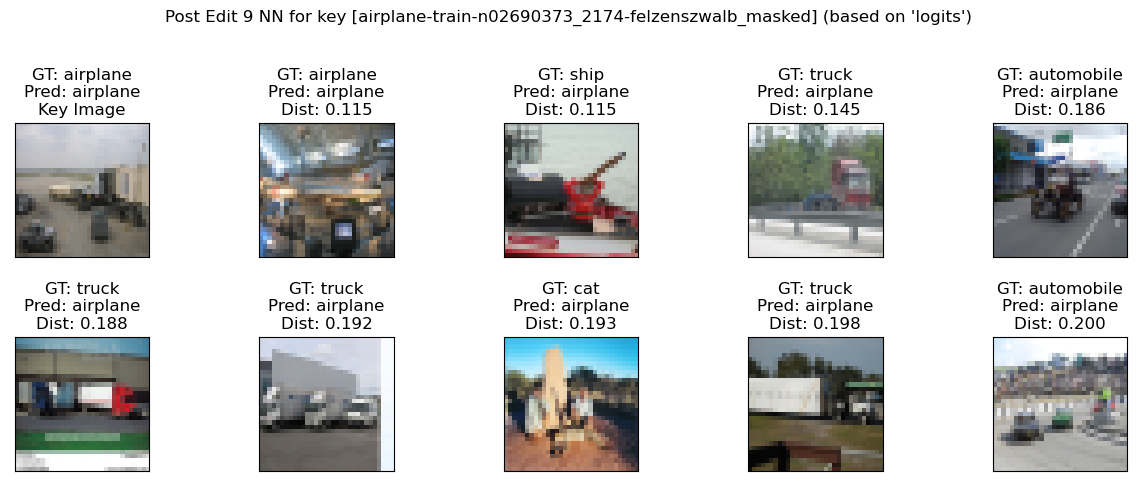 Post Edit 9 NN for key [airplane-train-n02690373_2174-felzenszwalb_masked] (based on 'logits')
GT: airplane
Pred: airplane
Key Image
GT: airplane
Pred: airplane
Dist: 0.115
GT: ship
Pred: airplane
Dist: 0.115
GT: truck
Pred: airplane
Dist: 0.145
GT: automobile
Pred: airplane
Dist: 0.186
GT: truck
Pred: airplane
Dist: 0.188
GT: truck
Pred: airplane
Dist: 0.192
GT: cat
Pred: airplane
Dist: 0.193
GT: truck
Pred: airplane
Dist: 0.198
GT: automobile
Pred: airplane
Dist: 0.200